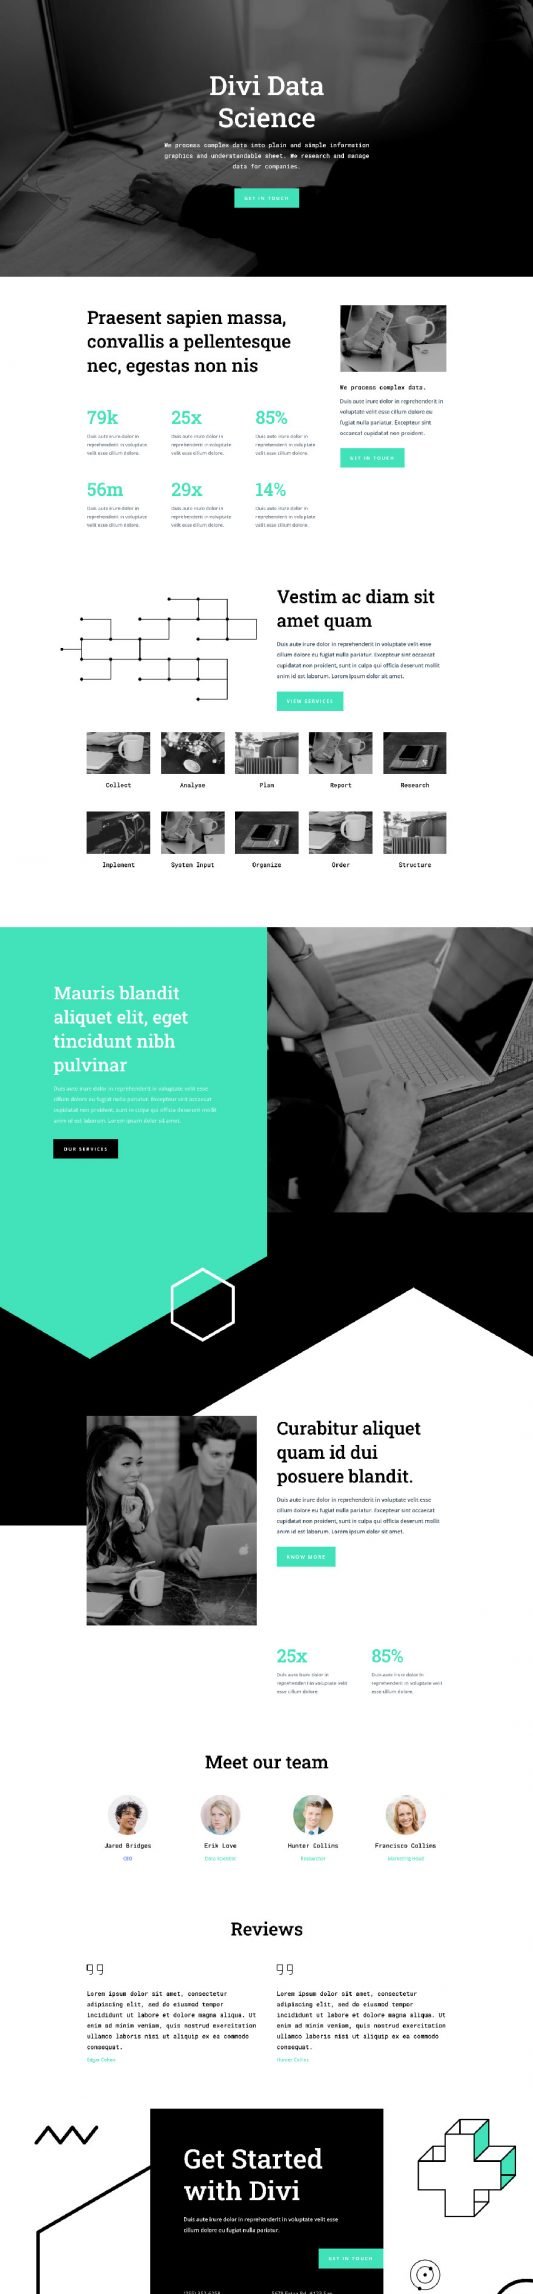 Divi Data
Science
We process complex data into plain and simple information
graphics and understandable sheet. We research and manage
data for companies.
GET IN TOUCH
Praesent sapien massa,
convallis a pellentesque
nec, egestas non nis
79k
Duis aute irure dolor in
reprehenderit in voluptate
velit esse cillum dolore.
25x
Duis aute irure dolor in
reprehenderit in voluptate
velit esse cillum dolore.
85%
Duis aute irure dolor in
reprehenderit in voluptate
velit esse cillum dolore.
56m
Duis aute irure dolor in
reprehenderit in voluptate
velit esse cillum dolore.
29x
Duis aute irure dolor in
reprehenderit in voluptate
velit esse cillum dolore.
14%
Duis aute irure dolor in
reprehenderit in voluptate
velit esse cillum dolore.
We process complex data.
Duis aute irure dolor in reprehenderit in
voluptate velit esse cillum dolore eu
fugiat nulla pariatur. Excepteur sint
occaecat cupidatat non proident.
GET IN TOUCH
Vestim ac diam sit
amet quam
Duis aute irure dolor in reprehenderit in voluptate velit esse
cillum dolore eu fugiat nulla pariatur. Excepteur sint occaecat
cupidatat non proident, sunt in culpa qui officia deserunt mollit
anim id est laborum. Lorem ipsum dolor sit amet.
VIEW SERVICES
Collect
Analyse
Plan
Report
Research
Implement
System Input
Organize
Order
Structure
Mauris blandit
aliquet elit, eget
tincidunt nibh
pulvinar
Duis aute irure dolor in reprehenderit in voluptate velit esse
cillum dolore eu fugiat nulla pariatur. Excepteur sint occaecat
cupidatat non proident, sunt in culpa qui officia deserunt mollit
anim id est laborum. Lorem ipsum dolor sit amet.
OUR SERVICES
Curabitur aliquet
quam id dui
posuere blandit.
Duis aute irure dolor in reprehenderit in voluptate velit esse
cillum dolore eu fugiat nulla pariatur. Excepteur sint occaecat
cupidatat non proident, sunt in culpa qui officia deserunt mollit
anim id est laborum. Lorem ipsum dolor sit amet.
KNOW MORE
25x
Duis aute irure dolor in
reprehenderit in voluptate velit
esse cillum dolore.
85%
Duis aute irure dolor in
reprehenderit in voluptate velit
esse cillum dolore.
Meet our team
Jared Bridges
CEO
Erik Love
Data Scientist
Hunter Collins
Researcher
Francisco Collins
Marketing Head
Reviews
Lorem ipsum dolor sit amet, consectetur
adipiscing elit, sed do eiusmod tempor
incididunt ut labore et dolore magna aliqua. Ut
enim ad minim veniam, quis nostrud exercitation
ullamco laboris nisi ut aliquip ex ea commodo
consequat.
Edgar Cohen
Lorem ipsum dolor sit amet, consectetur
adipiscing elit, sed do eiusmod tempor
incididunt ut labore et dolore magna aliqua. Ut
enim ad minim veniam, quis nostrud exercitation
ullamco laboris nisi ut aliquip ex ea commodo
consequat.
Hunter Collins
Get Started
with Divi
Duis aute irure dolor in reprehenderit in voluptate velit esse
cillum dolore eu fugiat nulla pariatur.
GET IN TOUCH